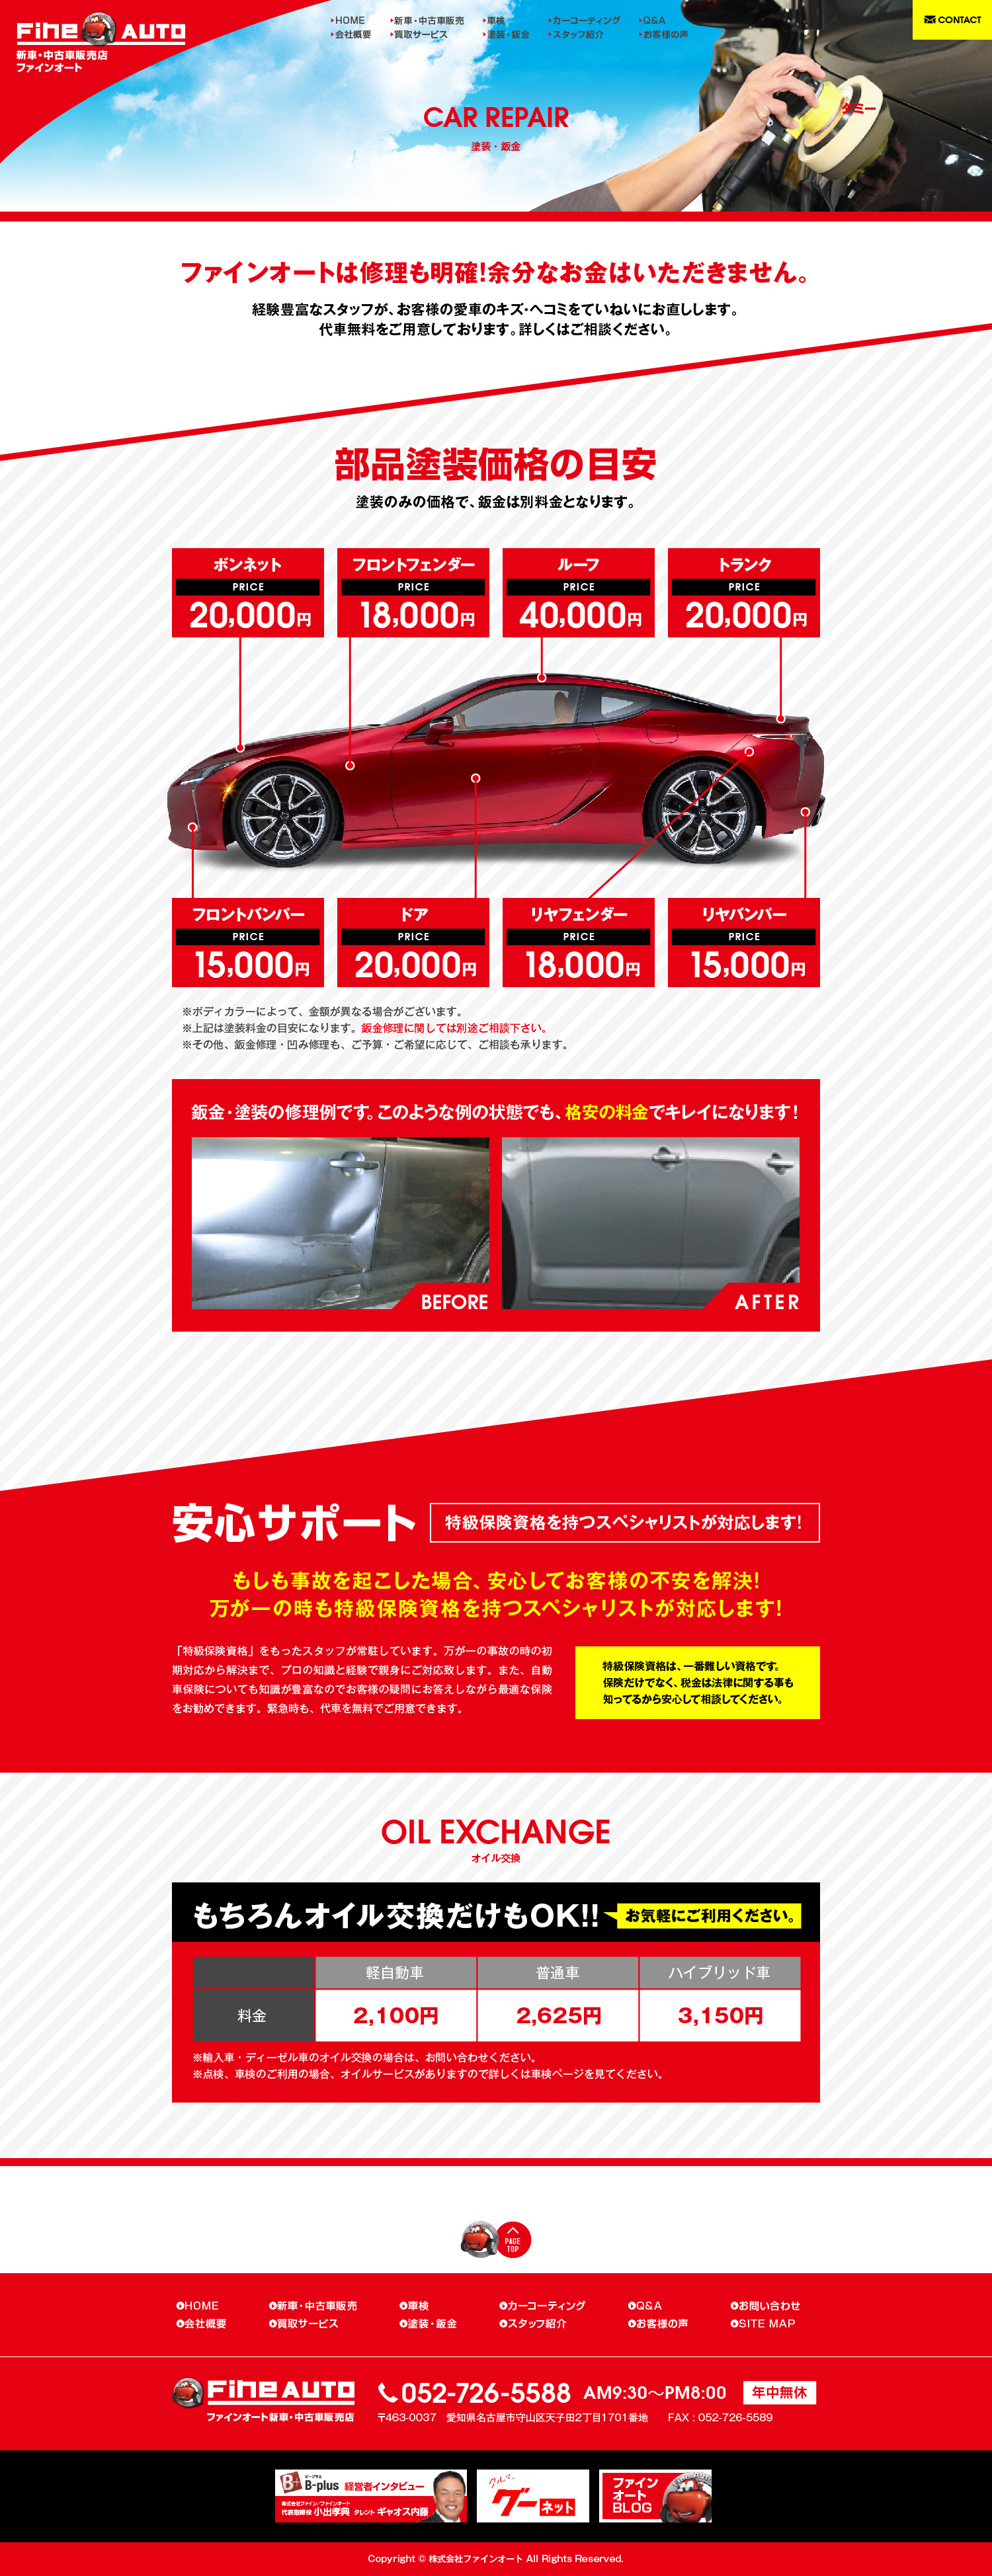 Fine AUTO
新車・中古車販売店
ファインオート
HOME
新車・中古車販売
車検
カーコーティング
Q&A
会社概要
買取サービス
塗装・鈑金
スタッフ紹介
お客様の声
CONTACT
CAR REPAIR
塗装・鈑金
ダミー
ファインオートは修理も明確!余分なお金はいただきません。
経験豊富なスタッフが、お客様の愛車のキズ・ヘコミをていねいにお直しします。
代車無料をご用意しております。詳しくはご相談ください。
部品塗装価格の目安
塗装のみの価格で、鈑金は別料金となります。
ボンネット
PRICE
20,000円
フロントフェンダー
PRICE
18,000円
ルーフ
PRICE
40,000円
トランク
PRICE
20,000円
フロントバンパー
PRICE
15,000円
ドア
PRICE
20,000円
リヤフェンダー
PRICE
18,000円
リヤバンパー
PRICE
15,000円
※ボディカラーによって、金額が異なる場合がございます。
※上記は塗装料金の目安になります。鈑金修理に関しては別途ご相談下さい。
※その他、鈑金修理・凹み修理も、ご予算・ご希望に応じて、ご相談も承ります。
鈑金・塗装の修理例です。このような例の状態でも、格安の料金でキレイになります!
BEFORE
AFTER
安心サポート
特級保険資格を持つスペシャリストが対応します!
もしも事故を起こした場合、安心してお客様の不安を解決!
万が一の時も特級保険資格を持つスペシャリストが対応します!
「特級保険資格」をもったスタッフが常駐しています。万が一の事故の時の初
期対応から解決まで、プロの知識と経験で親身にご対応致します。また、自動
車保険についても知識が豊富なのでお客様の疑問にお答えしながら最適な保険
をお勧めできます。緊急時も、代車を無料でご用意できます。
特級保険資格は、一番難しい資格です。
保険だけでなく、税金は法律に関する事も
知ってるから安心して相談してください。
OIL EXCHANGE
オイル交換
もちろんオイル交換だけもOK!!
お気軽にご利用ください。
軽自動車
普通車
ハイブリッド車
料金
2,100円
2,625円
3,150円
※輸入車・ディーゼル車のオイル交換の場合は、お問い合わせください。
※点検、車検のご利用の場合、オイルサービスがありますので詳しくは車検ページを見てください。
PAGE
TOP
HOME
新車・中古車販売
車検
カーコーティング
Q&A
お問い合わせ
会社概要
買取サービス
塗装・鈑金
スタッフ紹介
お客様の声
SITE MAP
Fine AUTO
ファインオート新車・中古車販売店
052-726-5588
AM9:30〜PM8:00
年中無休
〒463-0037 愛知県名古屋市守山区天子田2丁目1701番地 FAX : 052-726-5589
B+
ビープラス
B-plus 経営者インタビュー
株式会社ファイン/ファインオート
代表取締役 小出孝典 タレント ギャオス内藤
クルマ、
グーネット
ファイン
オート
BLOG
Copyright © 株式会社ファインオート All Rights Reserved.